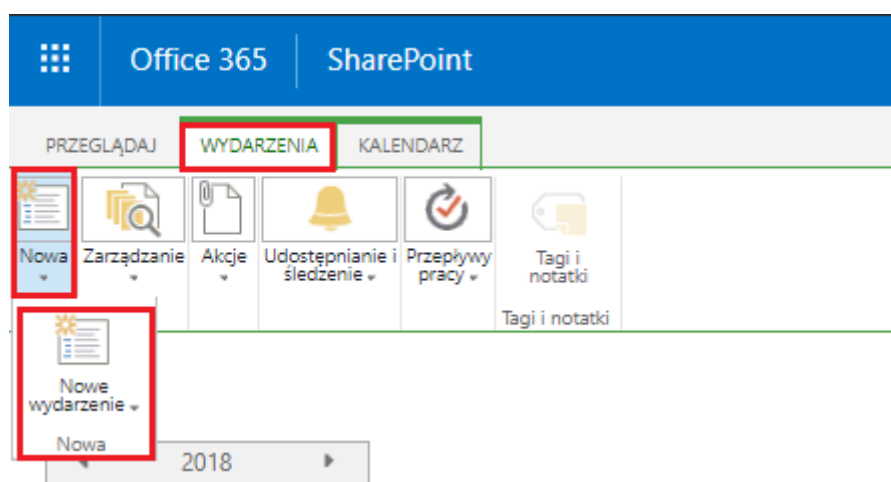 Office 365 SharePoint
PRZEGLĄDAJ WYDARZENIA KALENDARZ
Nowa Zarządzanie Akcje Udostępnianie i śledzenie Przepływy pracy Tagi i notatki
Tagi i notatki
Nowe
wydarzenie
Nowa
2018